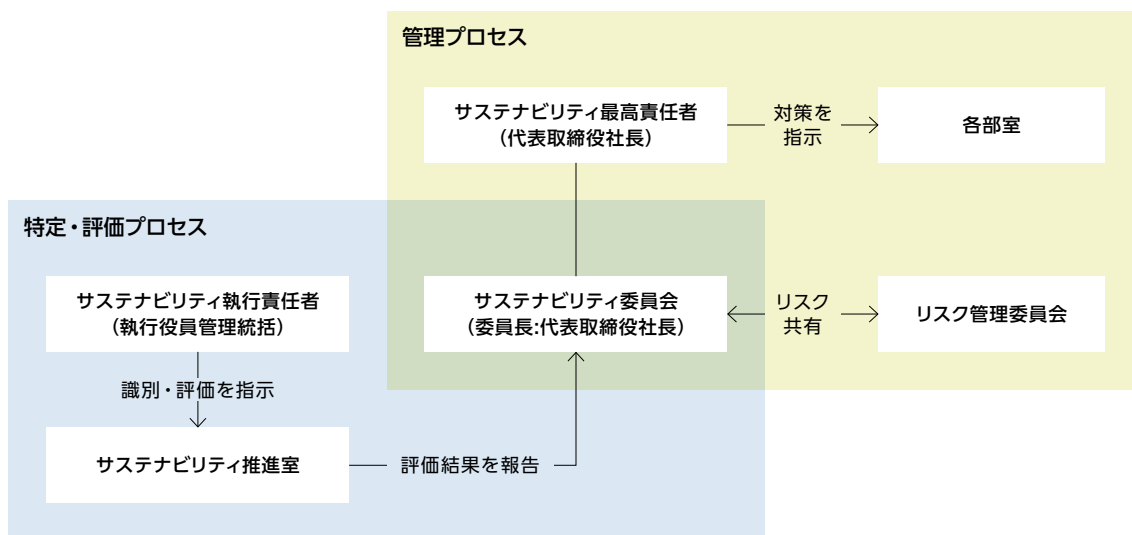 管理プロセス
サステナビリティ最高責任者
（代表取締役社長）
対策を
指示
各部室
特定・評価プロセス
サステナビリティ執行責任者
（執行役員管理統括）
サステナビリティ委員会
（委員長:代表取締役社長）
リスク
共有
リスク管理委員会
識別・評価を指示
サステナビリティ推進室
評価結果を報告